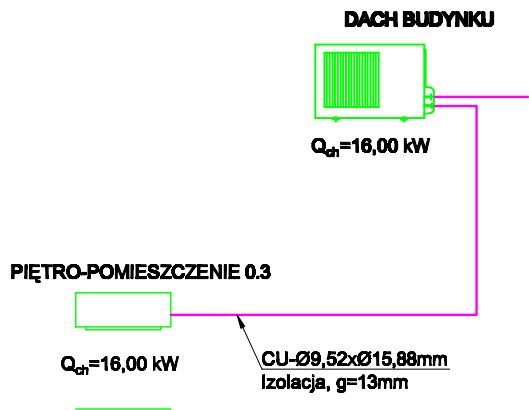 DACH BUDYNKU
Qch=16,00 kW
PIĘTRO-POMIESZCZENIE 0.3
Qch=16,00 kW
CU-Ø9,52xØ15,88mm
Izolacja, g=13mm